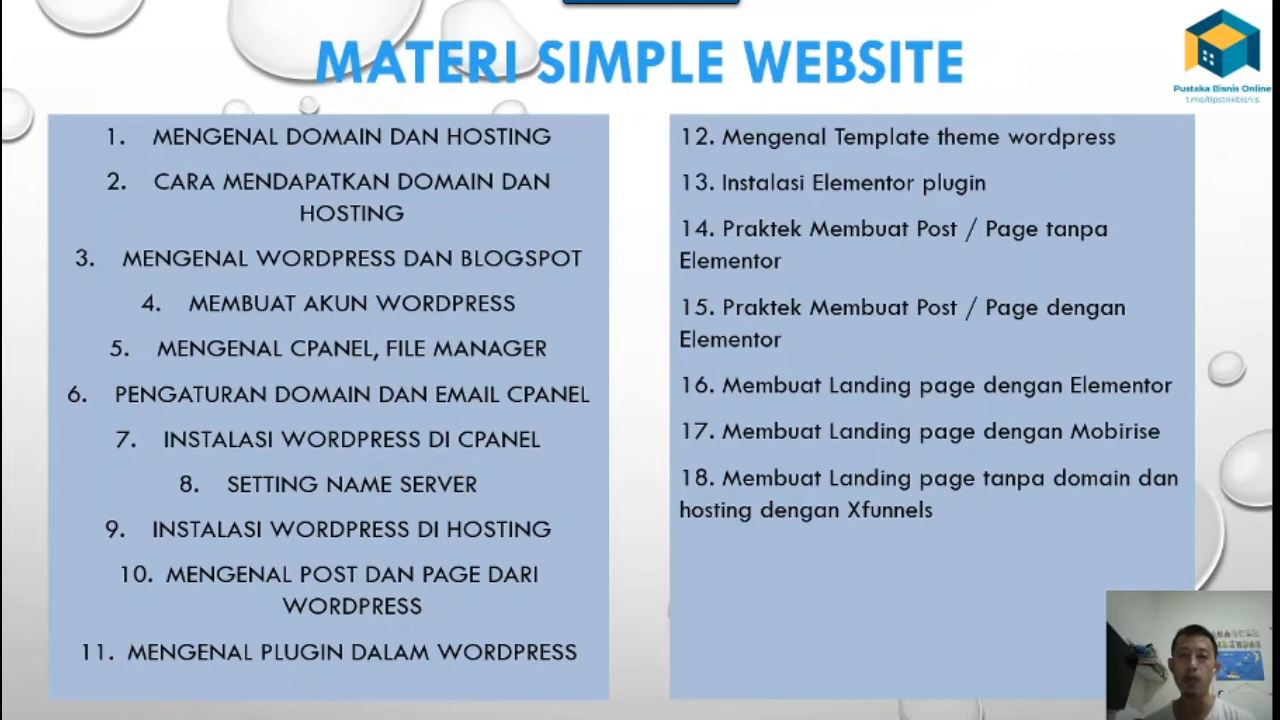 MATERI SIMPLE WEBSITE
Pustaka Bisnis Online
t.me/tipstrikbisnis
1. MENGENAL DOMAIN DAN HOSTING
2. CARA MENDAPATKAN DOMAIN DAN
HOSTING
3. MENGENAL WORDPRESS DAN BLOGSPOT
4. MEMBUAT AKUN WORDPRESS
5. MENGENAL CPANEL, FILE MANAGER
6. PENGATURAN DOMAIN DAN EMAIL CPANEL
7. INSTALASI WORDPRESS DI CPANEL
8. SETTING NAME SERVER
9. INSTALASI WORDPRESS DI HOSTING
10. MENGENAL POST DAN PAGE DARI
WORDPRESS
11. MENGENAL PLUGIN DALAM WORDPRESS
12. Mengenal Template theme wordpress
13. Instalasi Elementor plugin
14. Praktek Membuat Post / Page tanpa
Elementor
15. Praktek Membuat Post / Page dengan
Elementor
16. Membuat Landing page dengan Elementor
17. Membuat Landing page dengan Mobirise
18. Membuat Landing page tanpa domain dan
hosting dengan Xfunnels